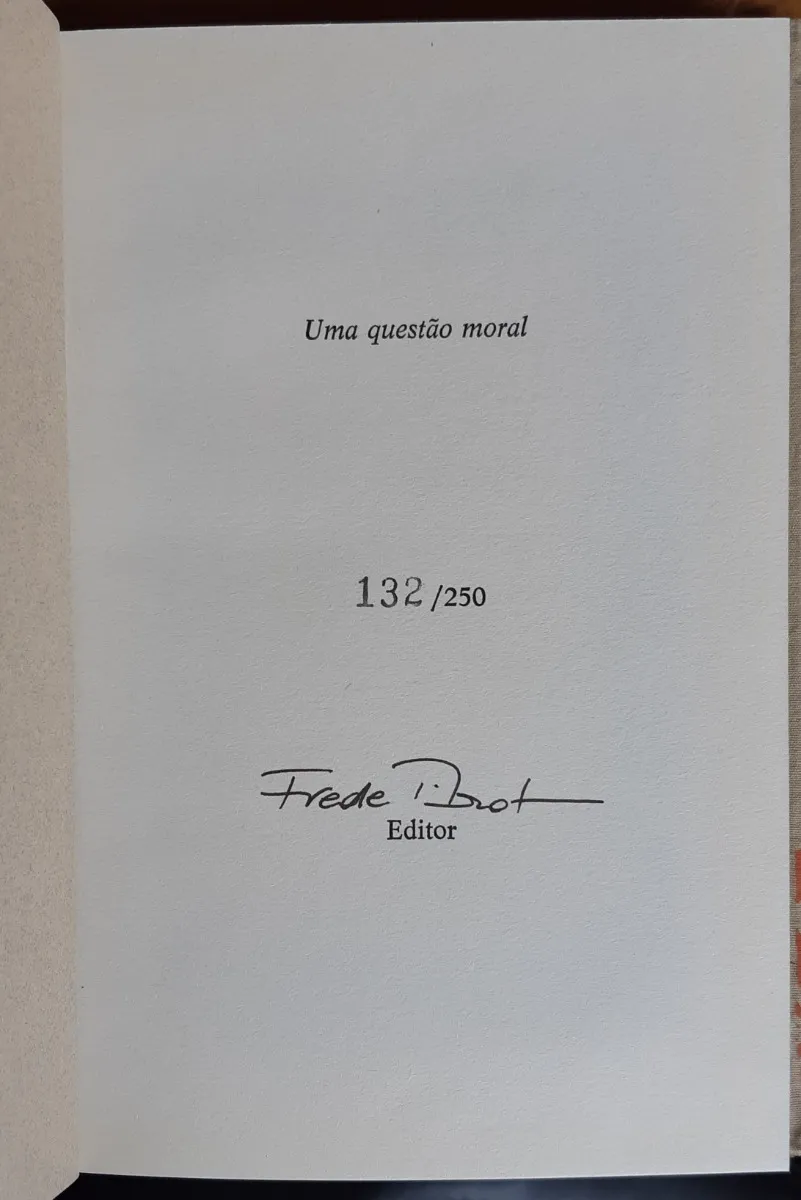 Uma questão moral
132/250
Frede
Editor